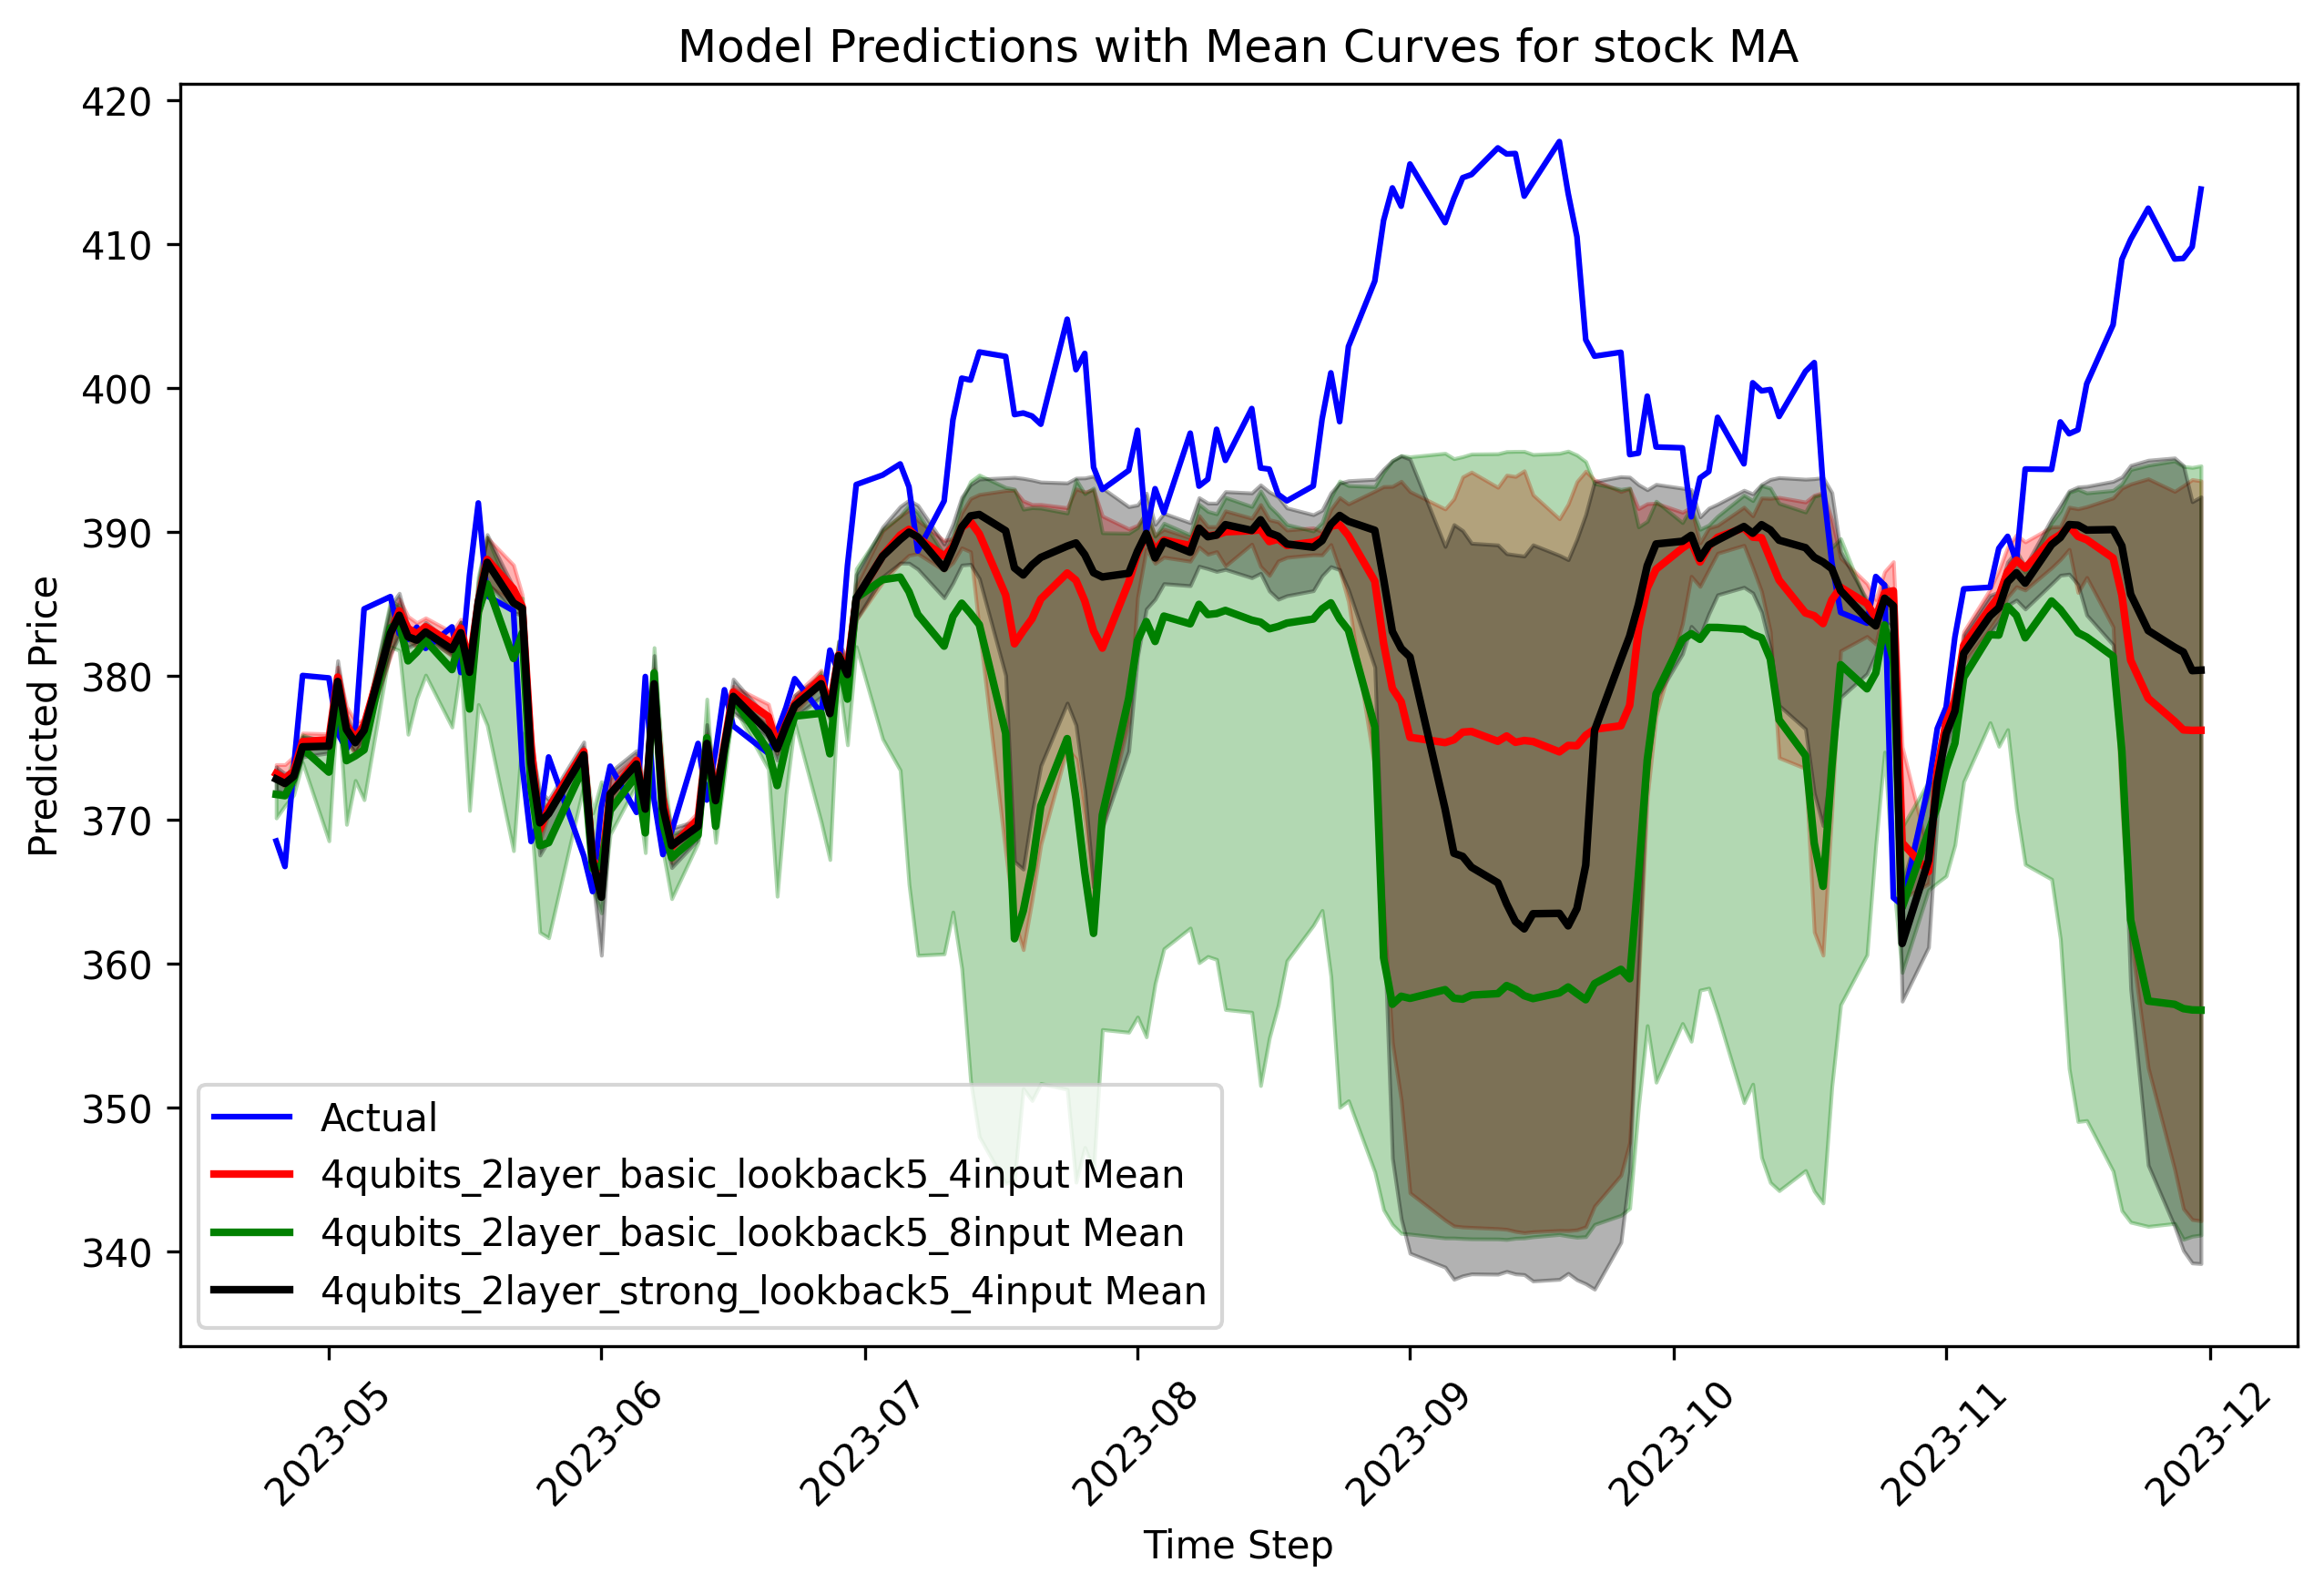 Model Predictions with Mean Curves for stock MA
420
410
400
390
380
370
360
350
340
Predicted Price
Actual
4qubits_2layer_basic_lookback5_4input Mean
4qubits_2layer_basic_lookback5_8input Mean
4qubits_2layer_strong_lookback5_4input Mean
2023-05
2023-06
2023-07
2023-08
2023-09
2023-10
2023-11
2023-12
Time Step